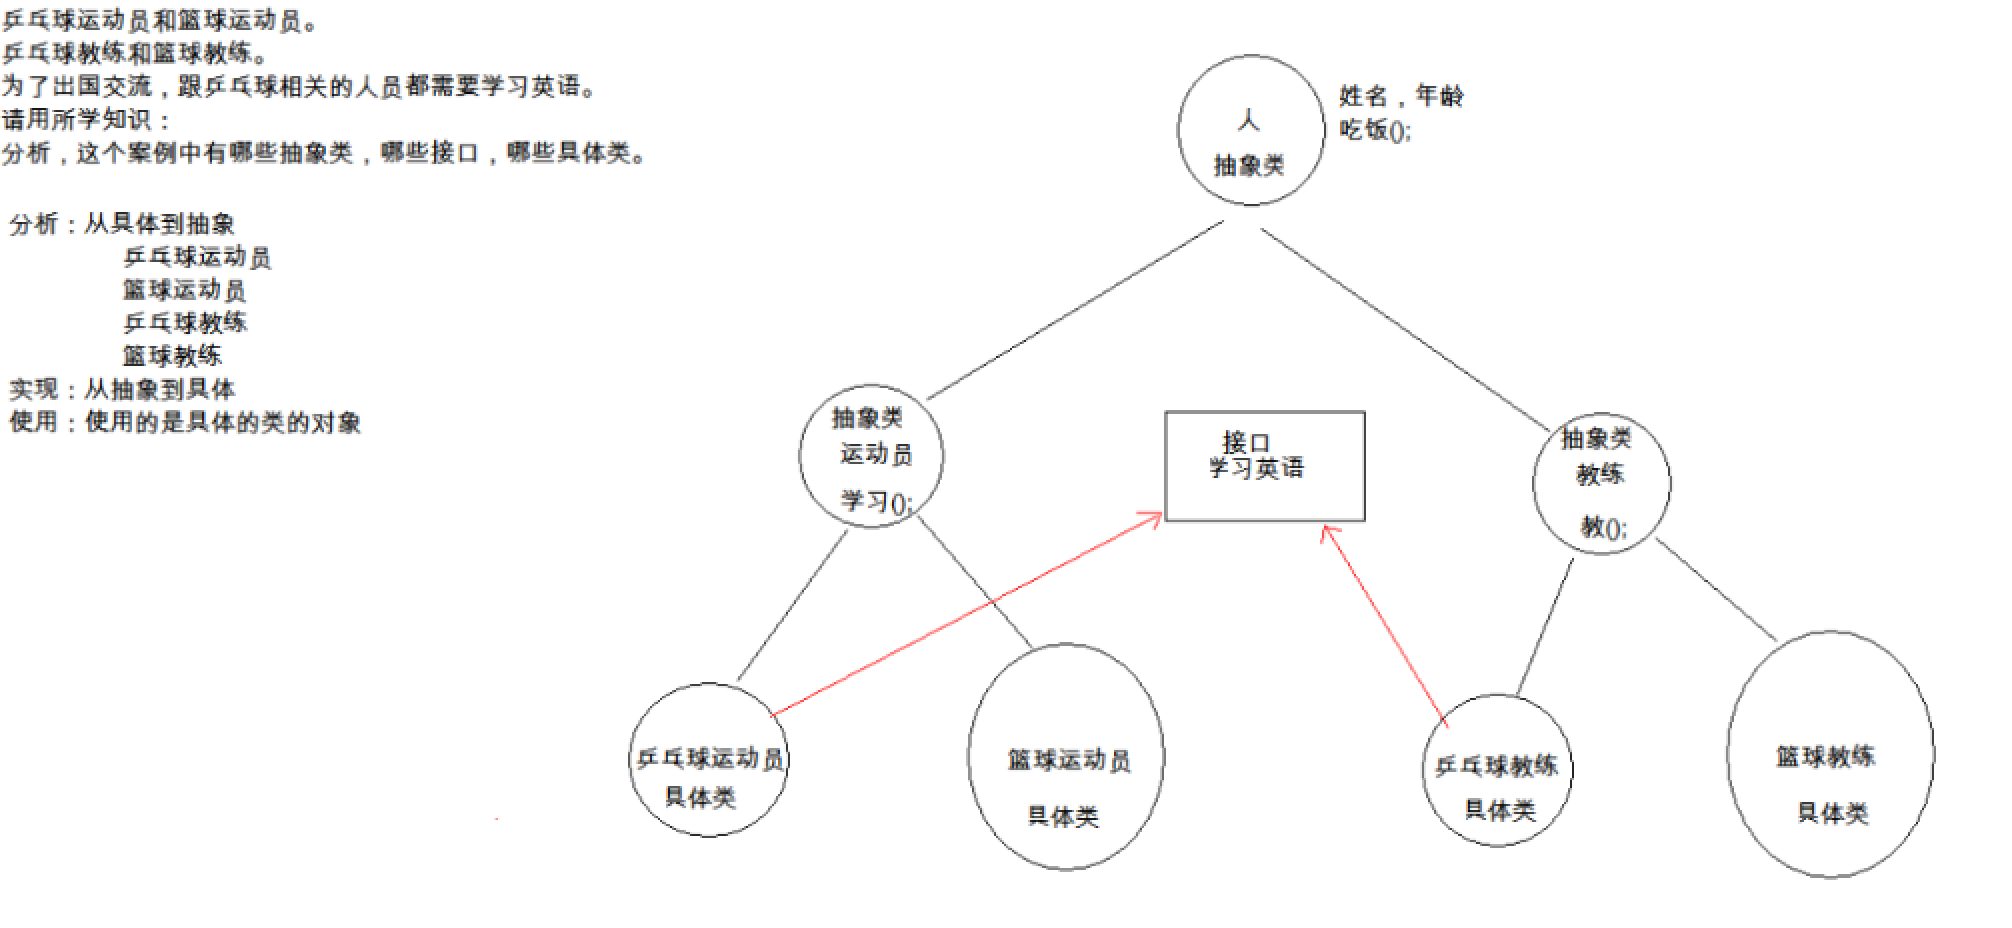 乒乓球运动员和篮球运动员。
乒乓球教练和篮球教练。
为了出国交流，跟乒乓球相关的人员都需要学习英语。
请用所学知识：
分析，这个案例中有哪些抽象类，哪些接口，哪些具体类。
分析：从具体到抽象
乒乓球运动员
篮球运动员
乒乓球教练
篮球教练
实现：从抽象到具体
使用：使用的是具体的类的对象
人
抽象类
姓名，年龄
吃饭();
抽象类
运动员
学习();
接口
学习英语
抽象类
教练
教();
乒乓球运动员
具体类
篮球运动员
具体类
乒乓球教练
具体类
篮球教练
具体类